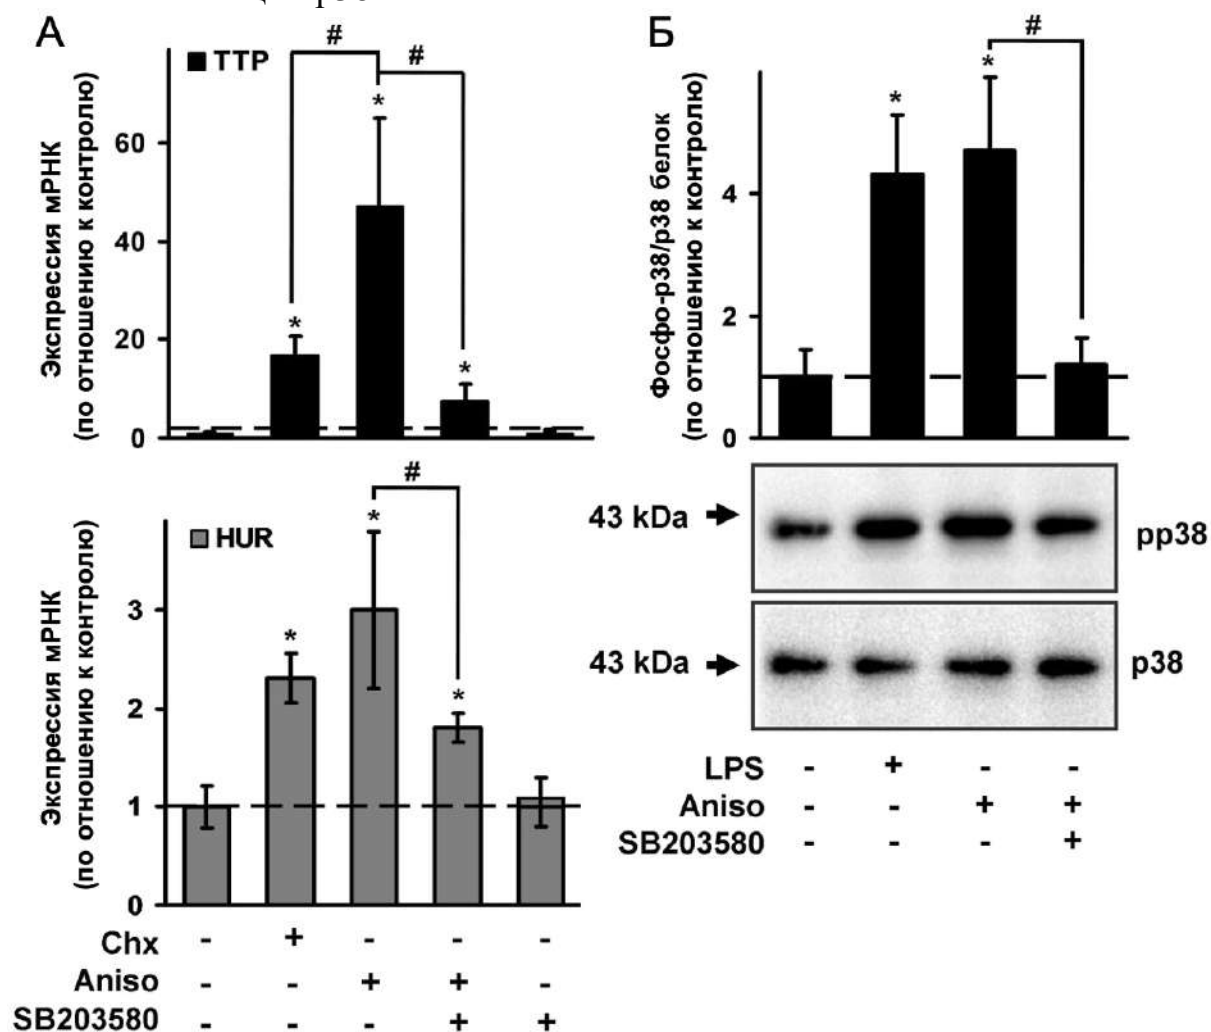 А
TTP
#
#
*
*
*
60
40
20
0
Экспрессия мРНК
(по отношению к контролю)
HUR
#
*
*
*
3
2
1
0
Экспрессия мРНК
(по отношению к контролю)
Chx - + - - -
Aniso - - + + -
SB203580 - - - + +
Б
#
*
*
4
2
0
Фосфо-p38/p38 белок
(по отношению к контролю)
43 kDa
pp38
43 kDa
p38
LPS - + - -
Aniso - - + +
SB203580 - - - +